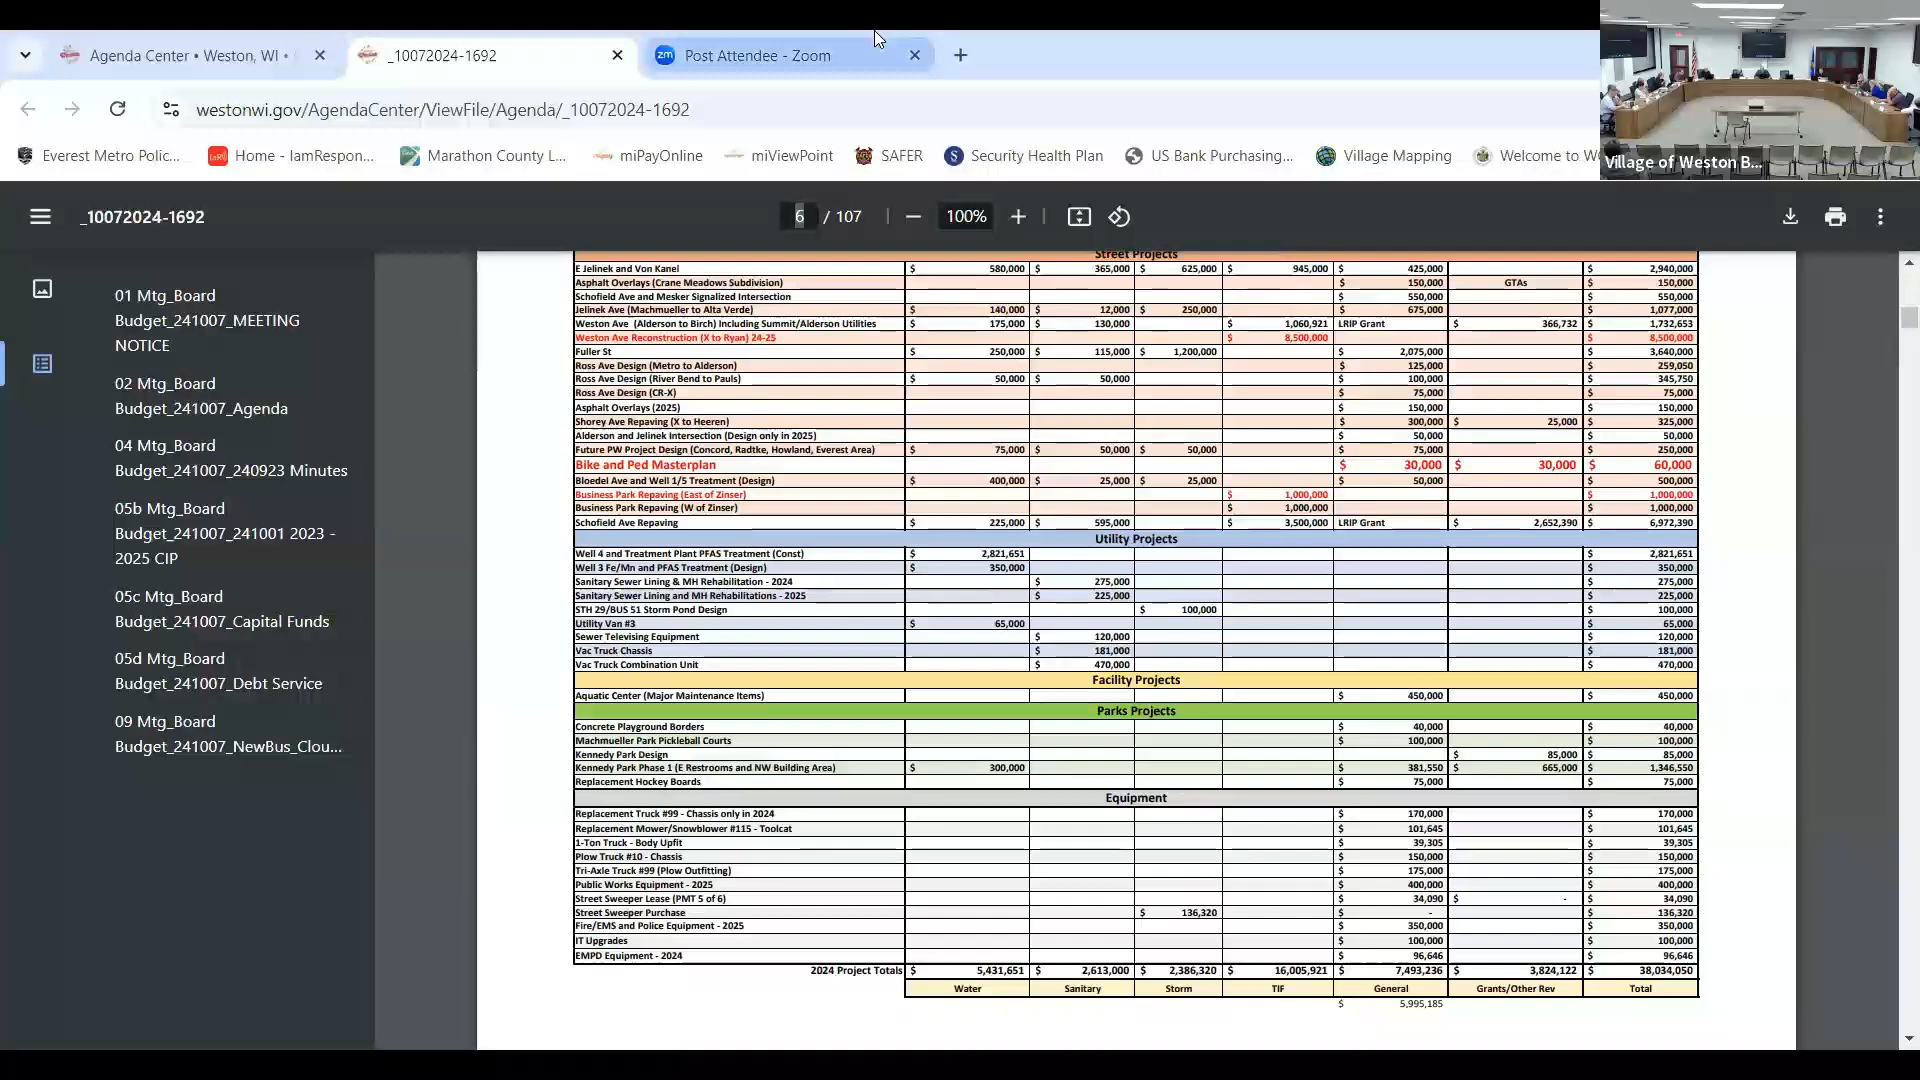 Agenda Center • Weston, WI •
_10072024-1692
zm Post Attendee - Zoom
westonwi.gov/AgendaCenter/ViewFile/Agenda/_10072024-1692
Everest Metro Polic...
Home - IamRespon...
Marathon County L...
miPayOnline
miViewPoint
SAFER
Security Health Plan
US Bank Purchasing...
Village Mapping
Welcome to W
Village of Weston B...
_10072024-1692
6 / 107
100%
01 Mtg_Board
Budget_241007_MEETING
NOTICE
02 Mtg_Board
Budget_241007_Agenda
04 Mtg_Board
Budget_241007_240923 Minutes
05b Mtg_Board
Budget_241007_241001 2023 -
2025 CIP
05c Mtg_Board
Budget_241007_Capital Funds
05d Mtg_Board
Budget_241007_Debt Service
09 Mtg_Board
Budget_241007_NewBus_Clou...
Street Projects
E Jelinek and Von Kanel $ 580,000 $ 365,000 $ 625,000 $ 945,000 $ 425,000 $ 2,940,000
Asphalt Overlays (Crane Meadows Subdivision) $ 150,000 GTAs $ 150,000
Schofield Ave and Mesker Signalized Intersection $ 550,000 $ 550,000
Jelinek Ave (Machmueller to Alta Verde) $ 140,000 $ 12,000 $ 250,000 $ 675,000 $ 1,077,000
Weston Ave (Alderson to Birch) Including Summit/Alderson Utilities $ 175,000 $ 130,000 $ 1,060,921 LRIP Grant $ 366,732 $ 1,732,653
Weston Ave Reconstruction (X to Ryan) 24-25 $ 8,500,000 $ 8,500,000
Fuller St $ 250,000 $ 115,000 $ 1,200,000 $ 2,075,000 $ 3,640,000
Ross Ave Design (Metro to Alderson) $ 125,000 $ 259,050
Ross Ave Design (River Bend to Pauls) $ 50,000 $ 50,000 $ 100,000 $ 345,750
Ross Ave Design (CR-X) $ 75,000 $ 75,000
Asphalt Overlays (2025) $ 150,000 $ 150,000
Shorey Ave Repaving (X to Heeren) $ 300,000 $ 25,000 $ 325,000
Alderson and Jelinek Intersection (Design only in 2025) $ 50,000 $ 50,000
Future PW Project Design (Concord, Radtke, Howland, Everest Area) $ 75,000 $ 50,000 $ 50,000 $ 75,000 $ 250,000
Bike and Ped Masterplan $ 30,000 $ 30,000 $ 60,000
Bloedel Ave and Well 1/5 Treatment (Design) $ 400,000 $ 25,000 $ 25,000 $ 50,000 $ 500,000
Business Park Repaving (East of Zinser) $ 1,000,000 $ 1,000,000
Business Park Repaving (W of Zinser) $ 1,000,000 $ 1,000,000
Schofield Ave Repaving $ 225,000 $ 595,000 $ 3,500,000 LRIP Grant $ 2,652,390 $ 6,972,390
Utility Projects
Well 4 and Treatment Plant PFAS Treatment (Const) $ 2,821,651 $ 2,821,651
Well 3 Fe/Mn and PFAS Treatment (Design) $ 350,000 $ 350,000
Sanitary Sewer Lining & MH Rehabilitation - 2024 $ 275,000 $ 275,000
Sanitary Sewer Lining and MH Rehabilitations - 2025 $ 225,000 $ 225,000
STH 29/BUS 51 Storm Pond Design $ 100,000 $ 100,000
Utility Van #3 $ 65,000 $ 65,000
Sewer Televising Equipment $ 120,000 $ 120,000
Vac Truck Chassis $ 181,000 $ 181,000
Vac Truck Combination Unit $ 470,000 $ 470,000
Facility Projects
Aquatic Center (Major Maintenance Items) $ 450,000 $ 450,000
Parks Projects
Concrete Playground Borders $ 40,000 $ 40,000
Machmueller Park Pickleball Courts $ 100,000 $ 100,000
Kennedy Park Design $ 85,000 $ 85,000
Kennedy Park Phase 1 (E Restrooms and NW Building Area) $ 300,000 $ 381,550 $ 665,000 $ 1,346,550
Replacement Hockey Boards $ 75,000 $ 75,000
Equipment
Replacement Truck #99 - Chassis only in 2024 $ 170,000 $ 170,000
Replacement Mower/Snowblower #115 - Toolcat $ 101,645 $ 101,645
1-Ton Truck - Body Upfit $ 39,305 $ 39,305
Plow Truck #10 - Chassis $ 150,000 $ 150,000
Tri-Axle Truck #99 (Plow Outfitting) $ 175,000 $ 175,000
Public Works Equipment - 2025 $ 400,000 $ 400,000
Street Sweeper Lease (PMT 5 of 6) $ 34,090 $ - $ 34,090
Street Sweeper Purchase $ 136,320 $ - $ 136,320
Fire/EMS and Police Equipment - 2025 $ 350,000 $ 350,000
IT Upgrades $ 100,000 $ 100,000
EMPD Equipment - 2024 $ 96,646 $ 96,646
2024 Project Totals $ 5,431,651 $ 2,613,000 $ 2,386,320 $ 16,005,921 $ 7,493,236 $ 3,824,122 $ 38,034,050
Water Sanitary Storm TIF General Grants/Other Rev Total
$ 5,995,185